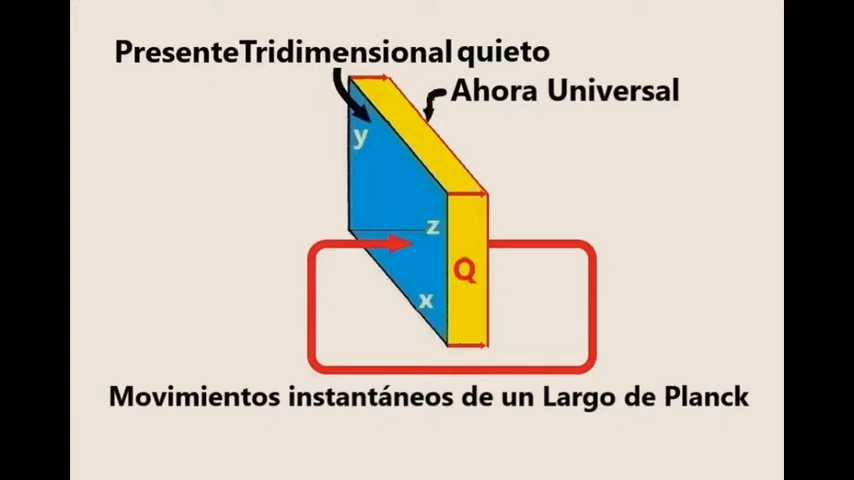 PresenteTridimensional quieto
Ahora Universal
y
z
Q
x
Movimientos instantáneos de un Largo de Planck